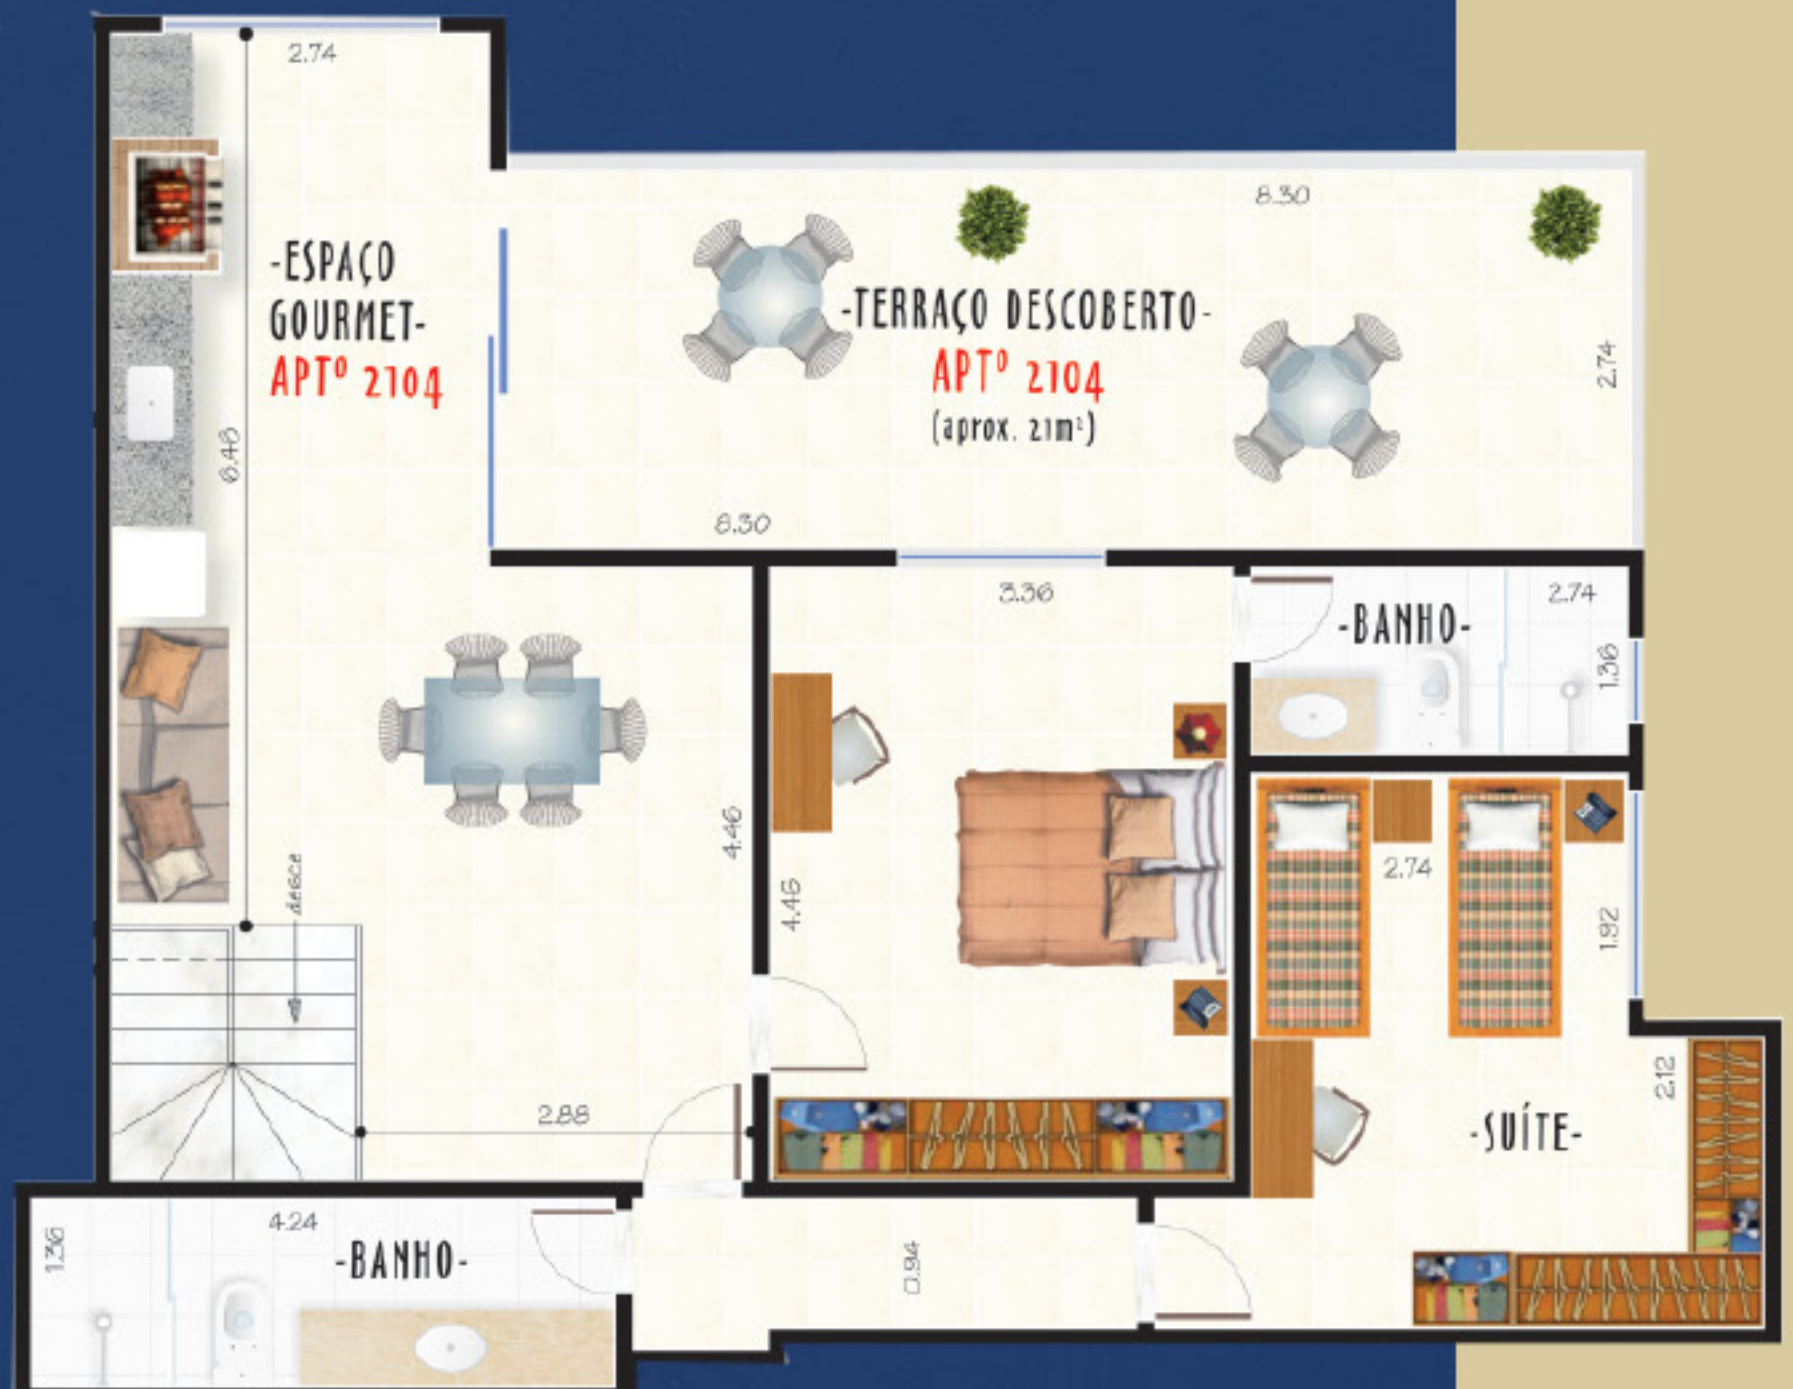 2.74
8.30
-ESPAÇO
GOURMET-
APTº 2104
-TERRAÇO DESCOBERTO-
APTº 2104
(aprox. 21m²)
2.74
6.46
8.30
3.36
2.74
-BANHO-
1.36
4.46
4.46
2.74
1.92
desce
2.12
2.88
-SUÍTE-
4.24
1.36
-BANHO-
0.94